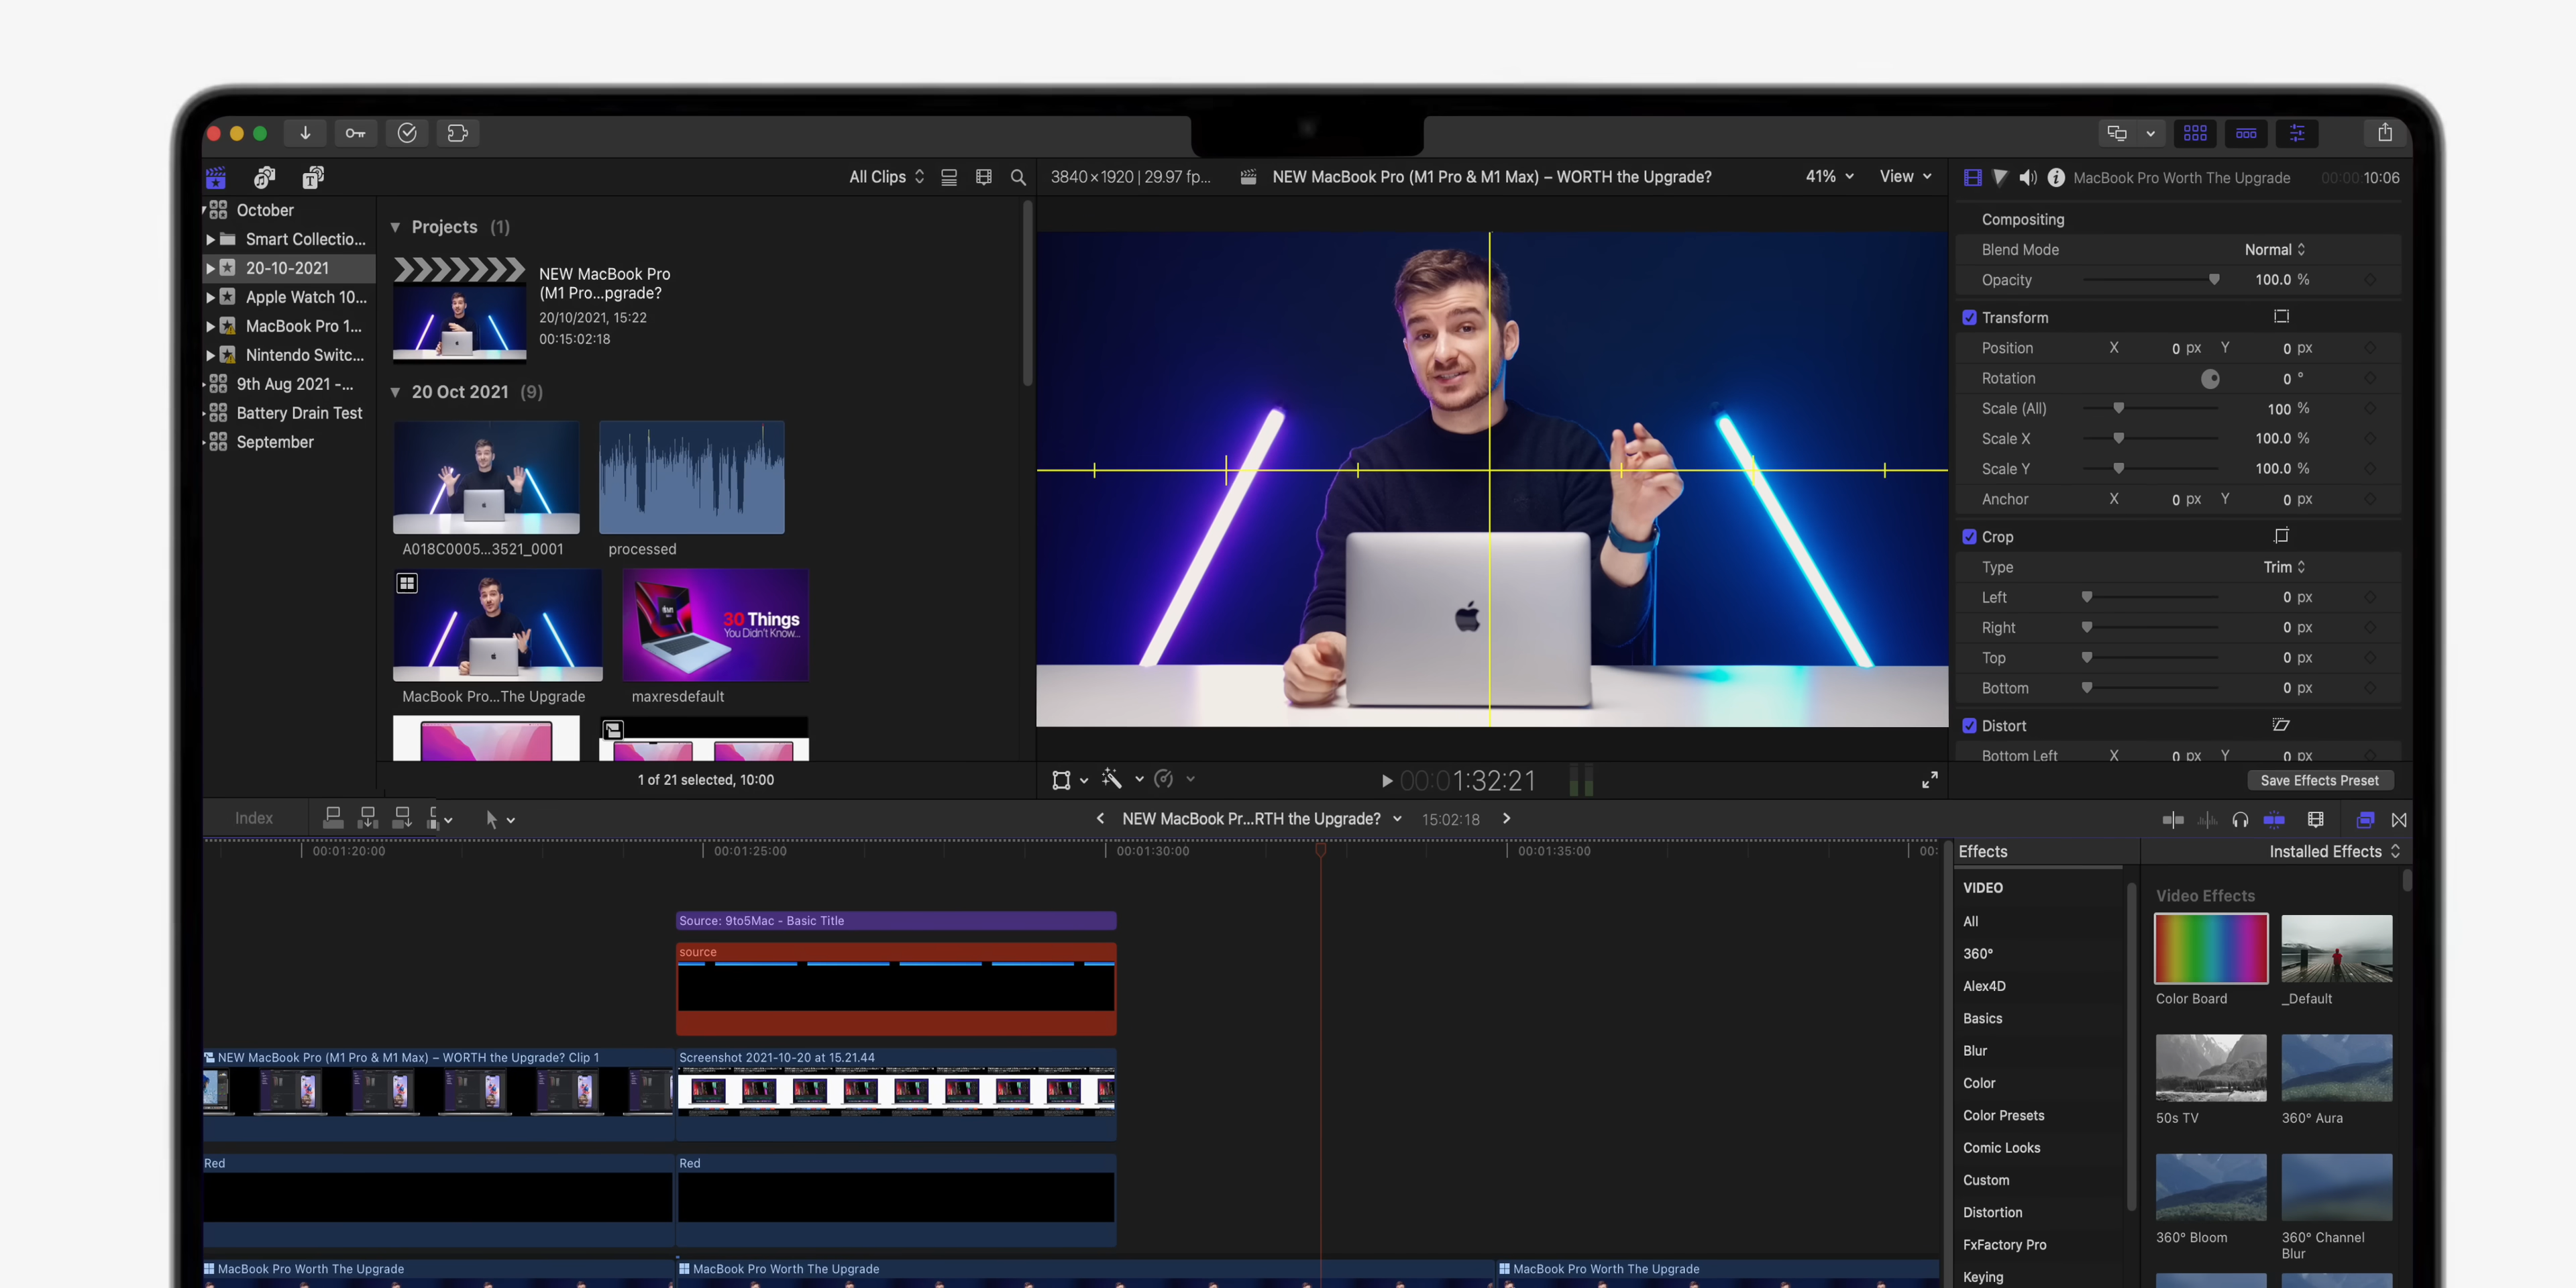 All Clips
3840×1920 | 29.97 fp...
NEW MacBook Pro (M1 Pro & M1 Max) – WORTH the Upgrade?
41%
View
MacBook Pro Worth The Upgrade
00:00:10:06
October
Smart Collectio...
20-10-2021
Apple Watch 10...
MacBook Pro 1...
Nintendo Switc...
9th Aug 2021 -...
Battery Drain Test
September
Projects (1)
NEW MacBook Pro
(M1 Pro...pgrade?
20/10/2021, 15:22
00:15:02:18
20 Oct 2021 (9)
A018C0005...3521_0001
processed
30 Things
You Didn't Know...
MacBook Pro...The Upgrade
maxresdefault
1 of 21 selected, 10:00
00:01:32:21
Compositing
Blend Mode Normal
Opacity 100.0 %
Transform
Position X 0 px Y 0 px
Rotation 0 °
Scale (All) 100 %
Scale X 100.0 %
Scale Y 100.0 %
Anchor X 0 px Y 0 px
Crop
Type Trim
Left 0 px
Right 0 px
Top 0 px
Bottom 0 px
Distort
Bottom Left X 0 px Y 0 px
Save Effects Preset
Index
NEW MacBook Pr...RTH the Upgrade?
15:02:18
00:01:20:00
00:01:25:00
00:01:30:00
00:01:35:00
00:
Source: 9to5Mac - Basic Title
source
NEW MacBook Pro (M1 Pro & M1 Max) – WORTH the Upgrade? Clip 1
Screenshot 2021-10-20 at 15.21.44
Red
Red
MacBook Pro Worth The Upgrade
MacBook Pro Worth The Upgrade
MacBook Pro Worth The Upgrade
Effects
Installed Effects
VIDEO
All
360°
Alex4D
Basics
Blur
Color
Color Presets
Comic Looks
Custom
Distortion
FxFactory Pro
Keying
Video Effects
Color Board
_Default
50s TV
360° Aura
360° Bloom
360° Channel
Blur